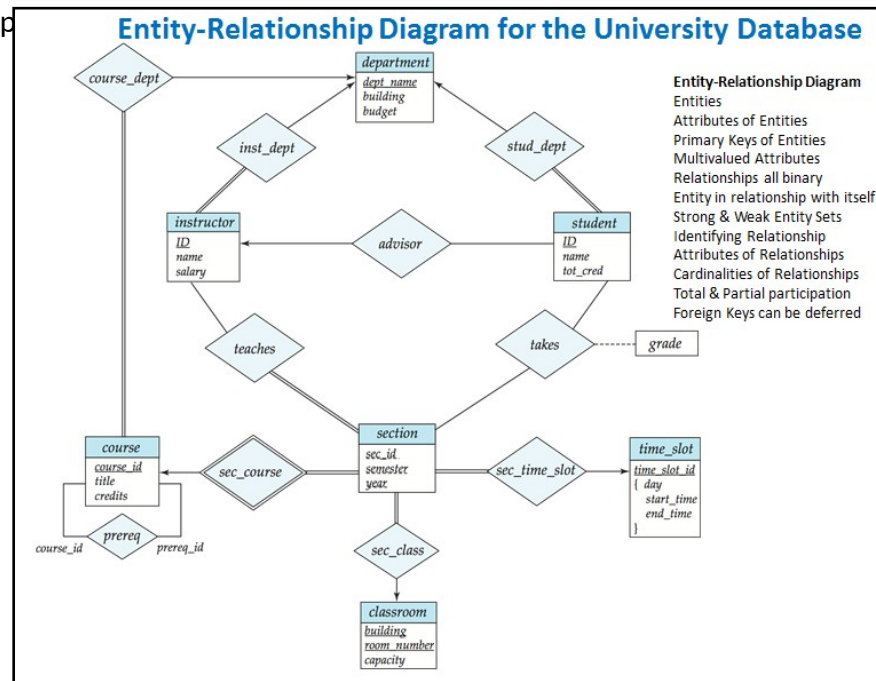 p
Entity-Relationship Diagram for the University Database
department
dept_name
building
budget
course_dept
inst_dept
stud_dept
Entity-Relationship Diagram
Entities
Attributes of Entities
Primary Keys of Entities
Multivalued Attributes
Relationships all binary
Entity in relationship with itself
Strong & Weak Entity Sets
Identifying Relationship
Attributes of Relationships
Cardinalities of Relationships
Total & Partial participation
Foreign Keys can be deferred
instructor
ID
name
salary
advisor
student
ID
name
tot_cred
teaches
takes
grade
course
course_id
title
credits
sec_course
section
sec_id
semester
year
sec_time_slot
time_slot
time_slot_id
{ day
start_time
end_time
}
prereq
course_id
prereq_id
sec_class
classroom
building
room_number
capacity